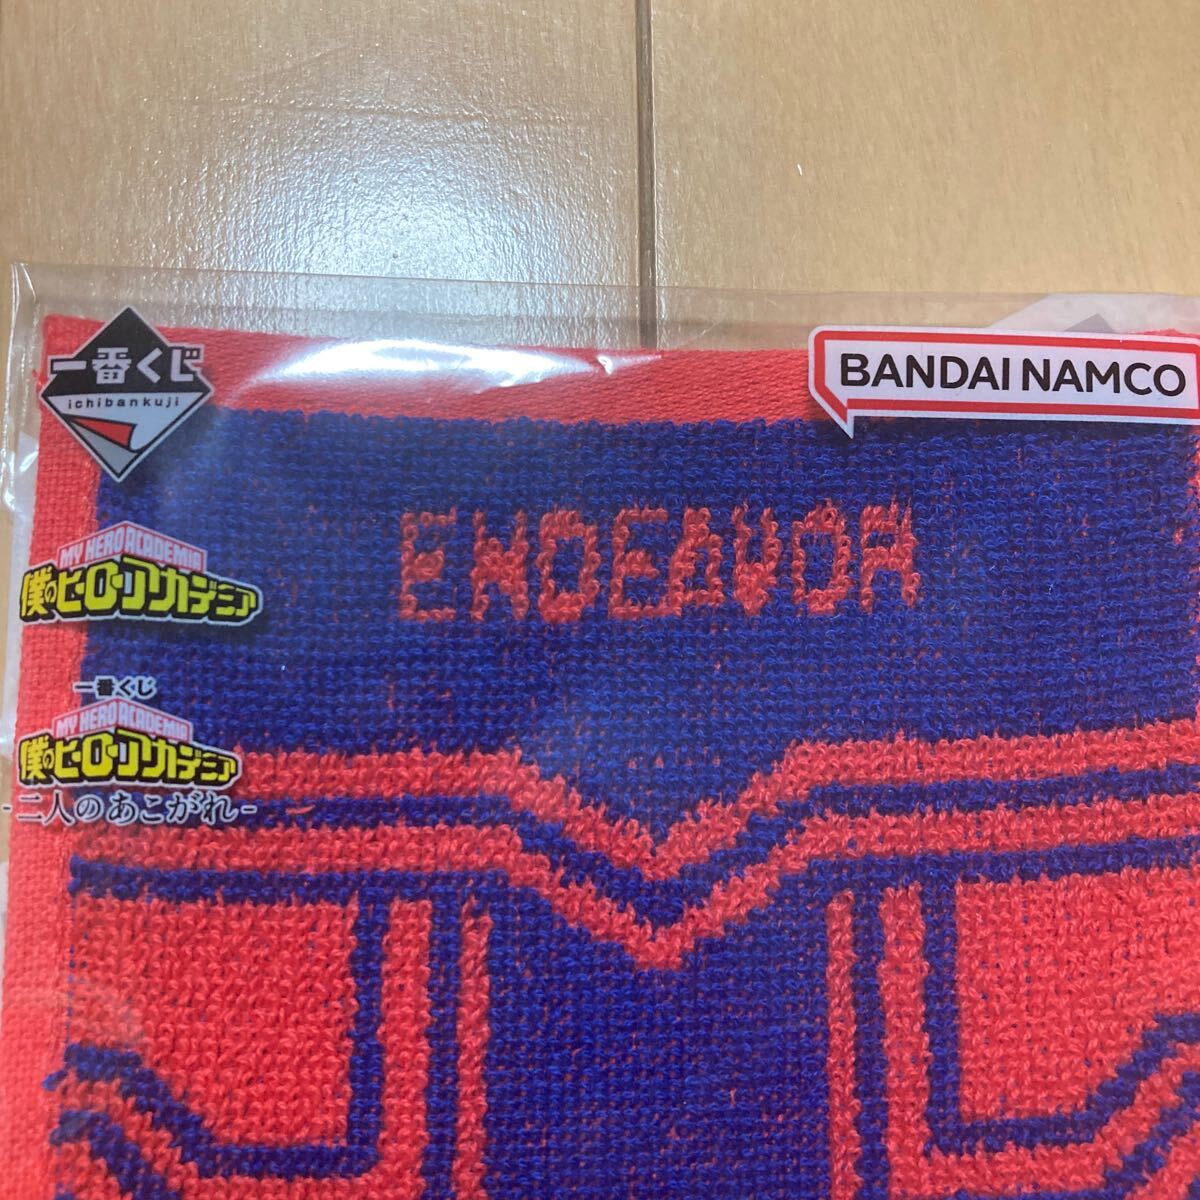 一番くじ
ichibankuji
BANDAI NAMCO
ENDEAVOR
MY HERO ACADEMIA
僕のヒーローアカデミア
一番くじ
MY HERO ACADEMIA
僕のヒーローアカデミア
-二人のあこがれ-